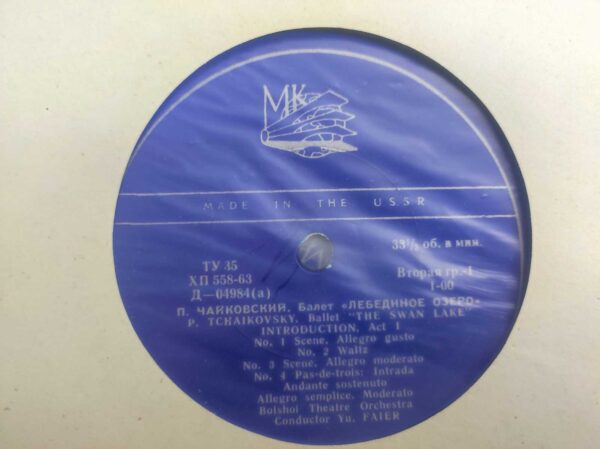 МК
MADE IN THE USSR
33⅓ об. в мин.
ТУ 35
ХП 558-63
Д—04984(а)
Вторая гр.-1
1-00
П. ЧАЙКОВСКИЙ, Балет «ЛЕБЕДИНОЕ ОЗЕРО»
P. TCHAIKOVSKY, Ballet "THE SWAN LAKE"
INTRODUCTION, Act I
No. 1 Scene, Allegro gusto
No. 2 Waltz
No. 3 Scene, Allegro moderato
No. 4 Pas-de-trois: Intrada
Andante sostenuto
Allegro semplice. Moderato
Bolshoi Theatre Orchestra
Conductor Yu. FAIER